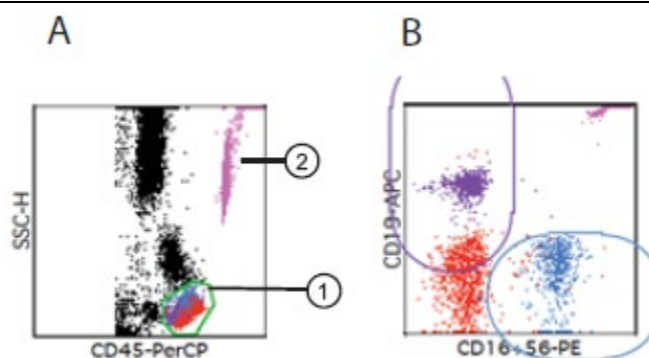 A
B
2
1
SSC-H
CD45-PerCP
CD19-APC
CD16+56-PE